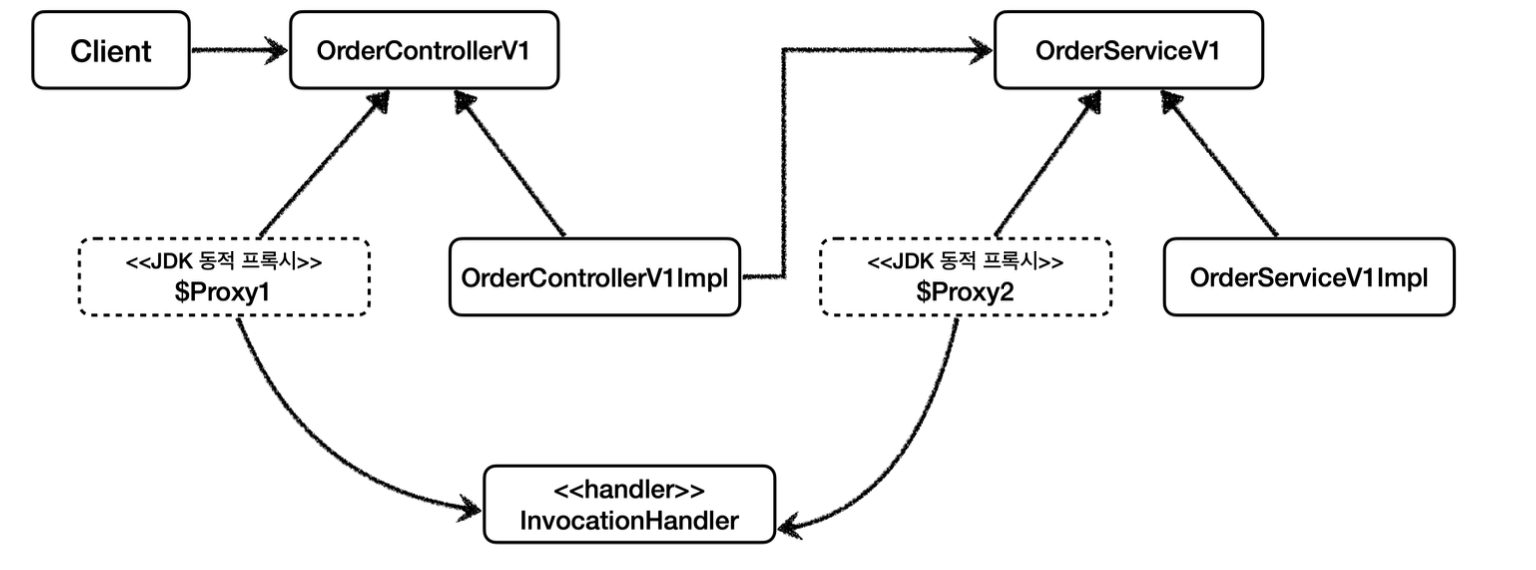 Client
OrderControllerV1
OrderServiceV1
<<JDK 동적 프록시>>
$Proxy1
OrderControllerV1Impl
<<JDK 동적 프록시>>
$Proxy2
OrderServiceV1Impl
<<handler>>
InvocationHandler